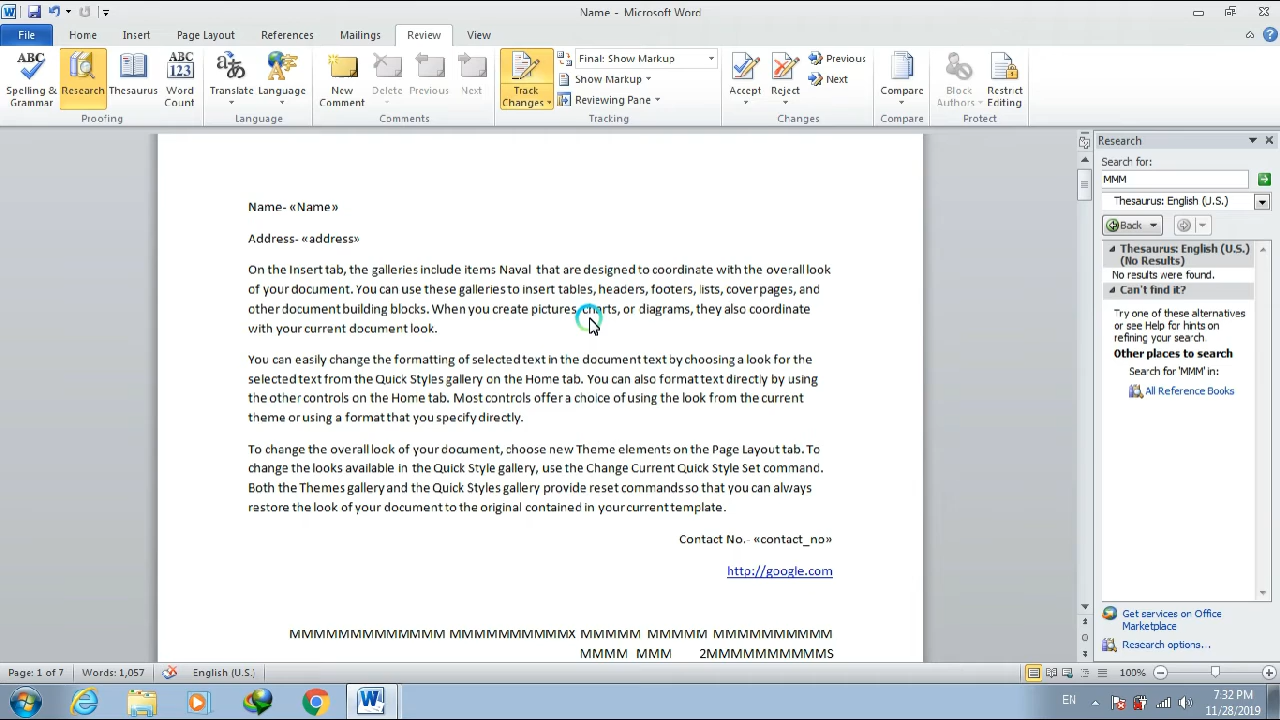 Name - Microsoft Word
File Home Insert Page Layout References Mailings Review View
ABC Spelling & Grammar
Research
Thesaurus
ABC 123 Word Count
Translate
Language
New Comment
Delete
Previous
Next
Track Changes
Final: Show Markup
Show Markup
Reviewing Pane
Accept
Reject
Previous
Next
Compare
Block Authors
Restrict Editing
Proofing Language Comments Tracking Changes Compare Protect
Name- «Name»
Address- «address»
On the Insert tab, the galleries include items Naval that are designed to coordinate with the overall look
of your document. You can use these galleries to insert tables, headers, footers, lists, cover pages, and
other document building blocks. When you create pictures, charts, or diagrams, they also coordinate
with your current document look.
You can easily change the formatting of selected text in the document text by choosing a look for the
selected text from the Quick Styles gallery on the Home tab. You can also format text directly by using
the other controls on the Home tab. Most controls offer a choice of using the look from the current
theme or using a format that you specify directly.
To change the overall look of your document, choose new Theme elements on the Page Layout tab. To
change the looks available in the Quick Style gallery, use the Change Current Quick Style Set command.
Both the Themes gallery and the Quick Styles gallery provide reset commands so that you can always
restore the look of your document to the original contained in your current template.
Contact No.- «contact_no»
http://google.com
MMMMMMMMMMMMM MMMMMMMMMMX MMMMM MMMMM MMMMMMMMMM
MMMM MMM 2MMMMMMMMMMS
Research
Search for:
MMM
Thesaurus: English (U.S.)
Back
Thesaurus: English (U.S.)
(No Results)
No results were found.
Can't find it?
Try one of these alternatives
or see Help for hints on
refining your search.
Other places to search
Search for 'MMM' in:
All Reference Books
Get services on Office
Marketplace
Research options...
Page: 1 of 7 Words: 1,057 English (U.S.) 100%
EN 7:32 PM
11/28/2019